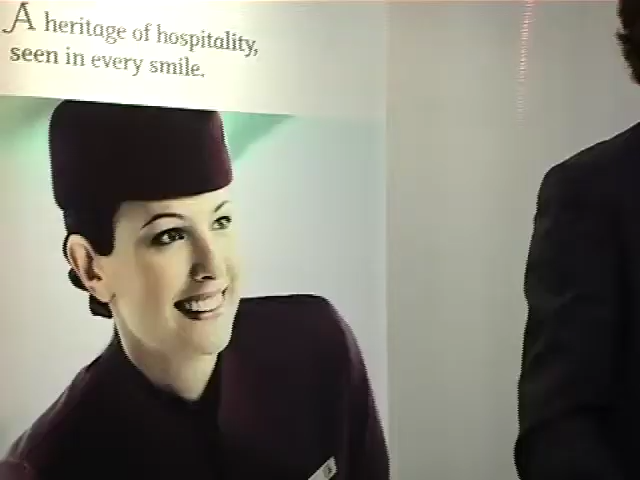 A heritage of hospitality,
seen in every smile.